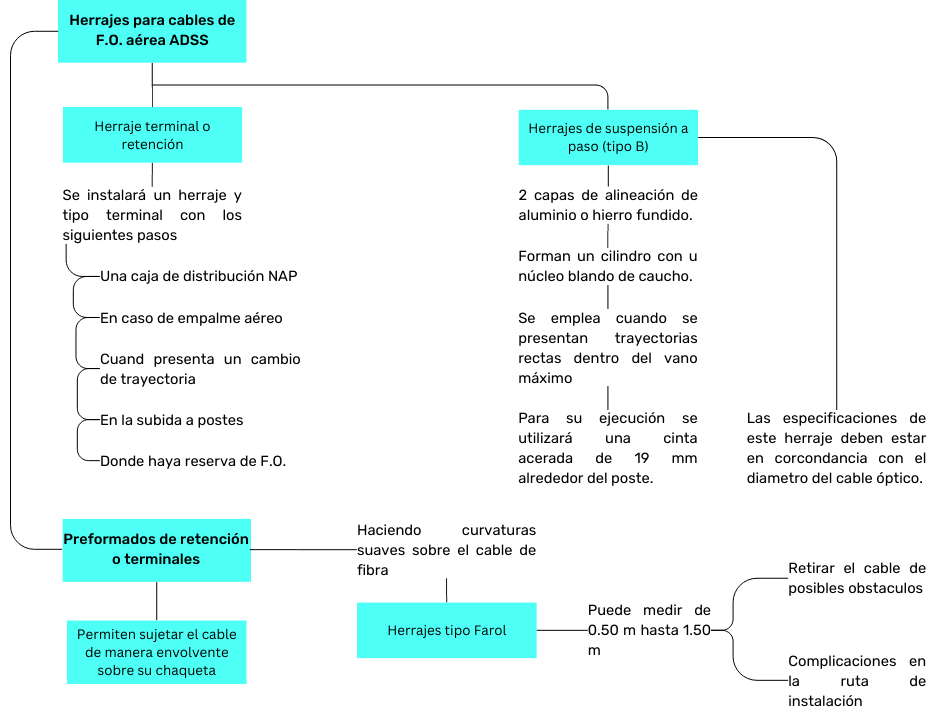 Herrajes para cables de
F.O. aérea ADSS
Herraje terminal o
retención
Se instalará un herraje y
tipo terminal con los
siguientes pasos
Una caja de distribución NAP
En caso de empalme aéreo
Cuand presenta un cambio
de trayectoria
En la subida a postes
Donde haya reserva de F.O.
Herrajes de suspensión a
paso (tipo B)
2 capas de alineación de
aluminio o hierro fundido.
Forman un cilindro con u
núcleo blando de caucho.
Se emplea cuando se
presentan trayectorias
rectas dentro del vano
máximo
Para su ejecución se
utilizará una cinta
acerada de 19 mm
alrededor del poste.
Las especificaciones de
este herraje deben estar
en corcondancia con el
diametro del cable óptico.
Preformados de retención
o terminales
Permiten sujetar el cable
de manera envolvente
sobre su chaqueta
Haciendo curvaturas
suaves sobre el cable de
fibra
Herrajes tipo Farol
Puede medir de
0.50 m hasta 1.50
m
Retirar el cable de
posibles obstaculos
Complicaciones en
la ruta de
instalación